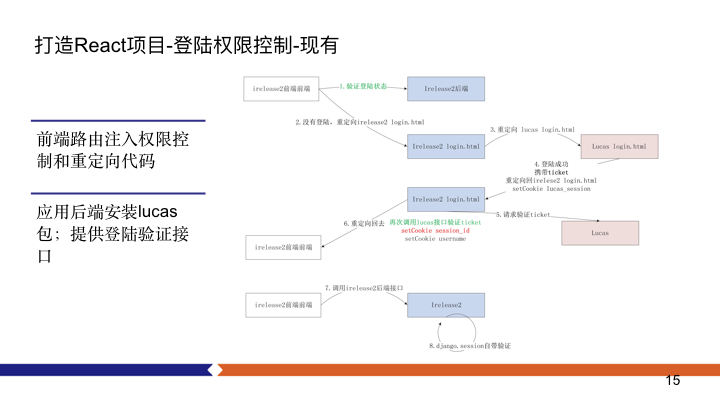 打造React项目-登陆权限控制-现有
前端路由注入权限控
制和重定向代码
应用后端安装lucas
包；提供登陆验证接
口
irelease2前端前端
1.验证登陆状态
Irelease2后端
2.没有登陆，重定向irelease2 login.html
Irelease2 login.html
3.重定向 lucas login.html
Lucas login.html
4.登陆成功
携带ticket
重定向回irelese2 login.html
setCookie lucas_session
Irelease2 login.html
5.请求验证ticket
Lucas
6.重定向回去
再次调用lucas接口验证ticket
setCookie session_id
setCookie username
irelease2前端前端
7.调用irelease2后端接口
irelease2前端前端
Irelease2
8.django.session自带验证
15